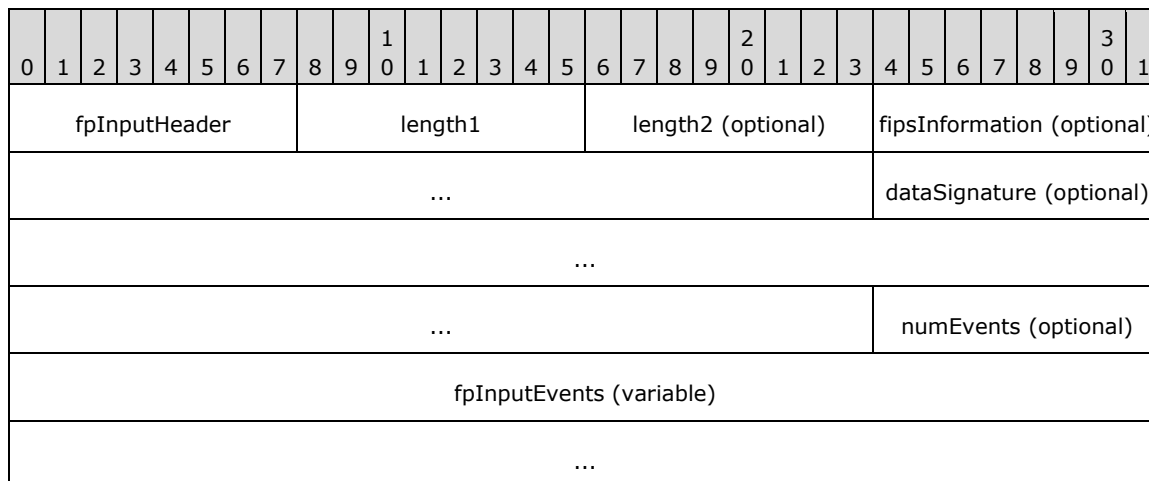 1 2 3
0 1 2 3 4 5 6 7 8 9 0 1 2 3 4 5 6 7 8 9 0 1 2 3 4 5 6 7 8 9 0 1
fpInputHeader length1 length2 (optional) fipsInformation (optional)
... dataSignature (optional)
...
... numEvents (optional)
fpInputEvents (variable)
...